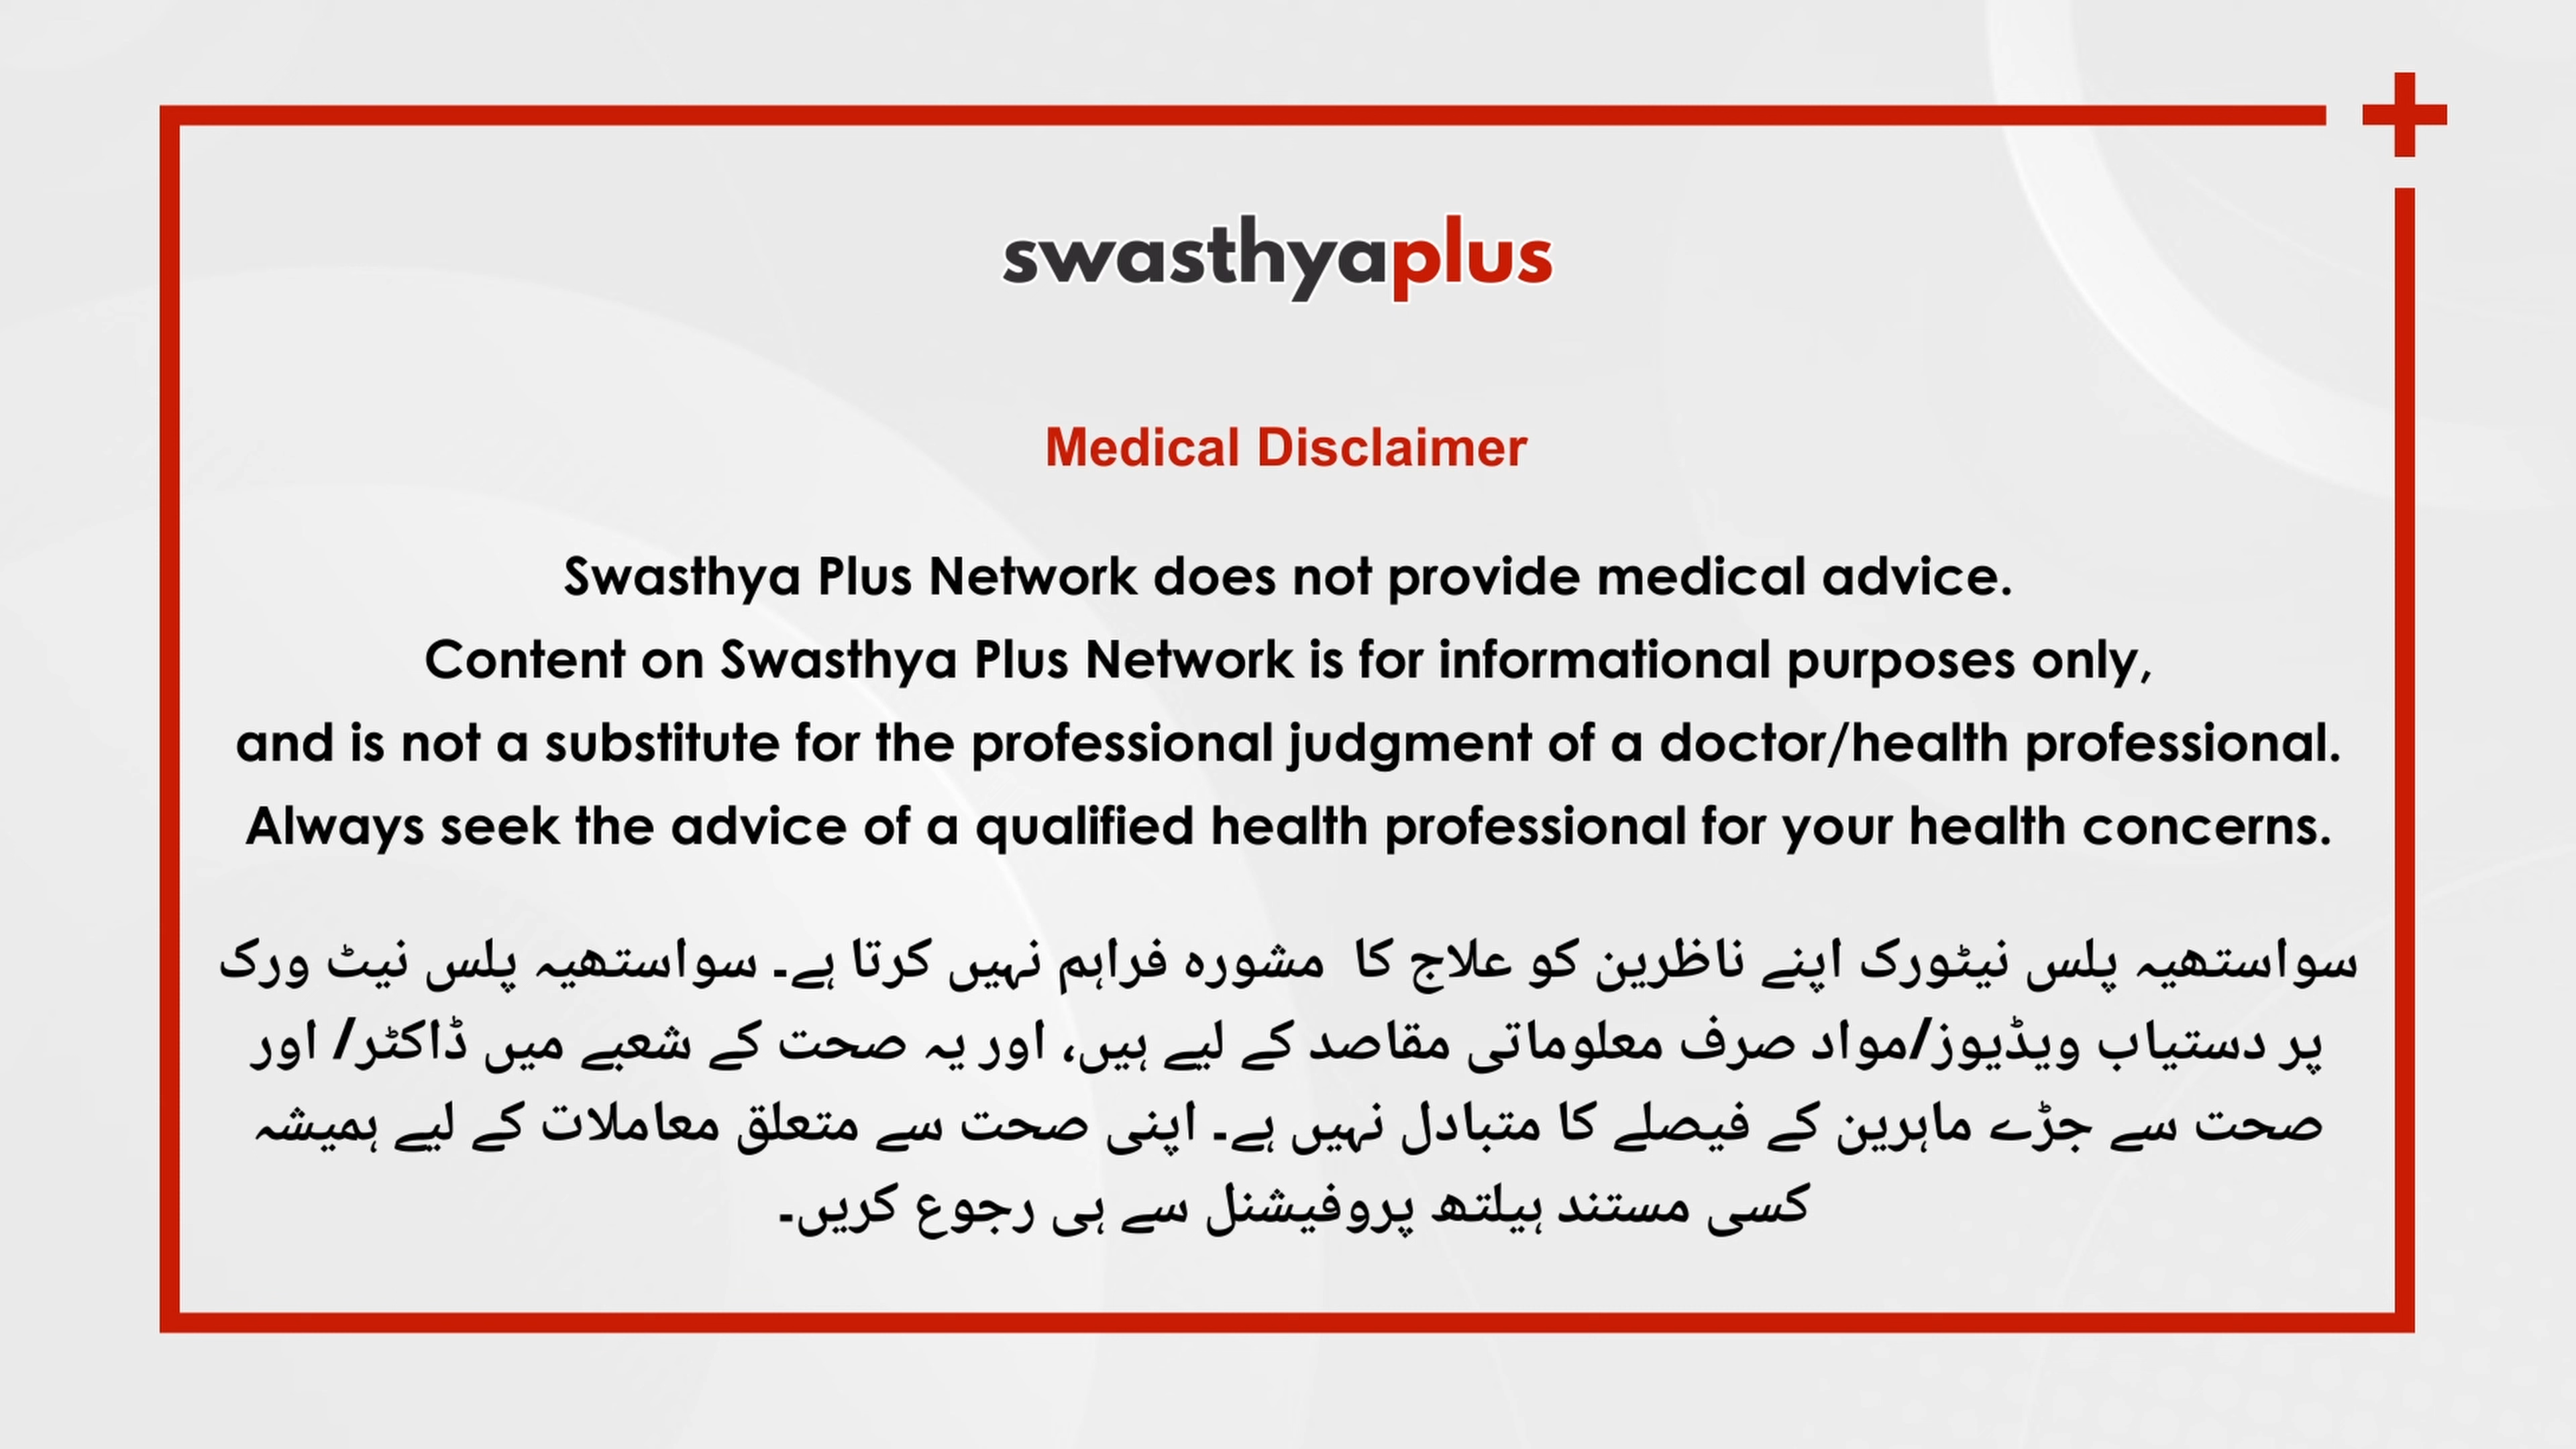 swasthyaplus
Medical Disclaimer
Swasthya Plus Network does not provide medical advice.
Content on Swasthya Plus Network is for informational purposes only,
and is not a substitute for the professional judgment of a doctor/health professional.
Always seek the advice of a qualified health professional for your health concerns.
سواستھیہ پلس نیٹورک اپنے ناظرین کو علاج کا مشورہ فراہم نہیں کرتا ہے۔ سواستھیہ پلس نیٹ ورک
پر دستیاب ویڈیوز/مواد صرف معلوماتی مقاصد کے لیے ہیں، اور یہ صحت کے شعبے میں ڈاکٹر/ اور
صحت سے جڑے ماہرین کے فیصلے کا متبادل نہیں ہے۔ اپنی صحت سے متعلق معاملات کے لیے ہمیشہ
کسی مستند ہیلتھ پروفیشنل سے ہی رجوع کریں۔